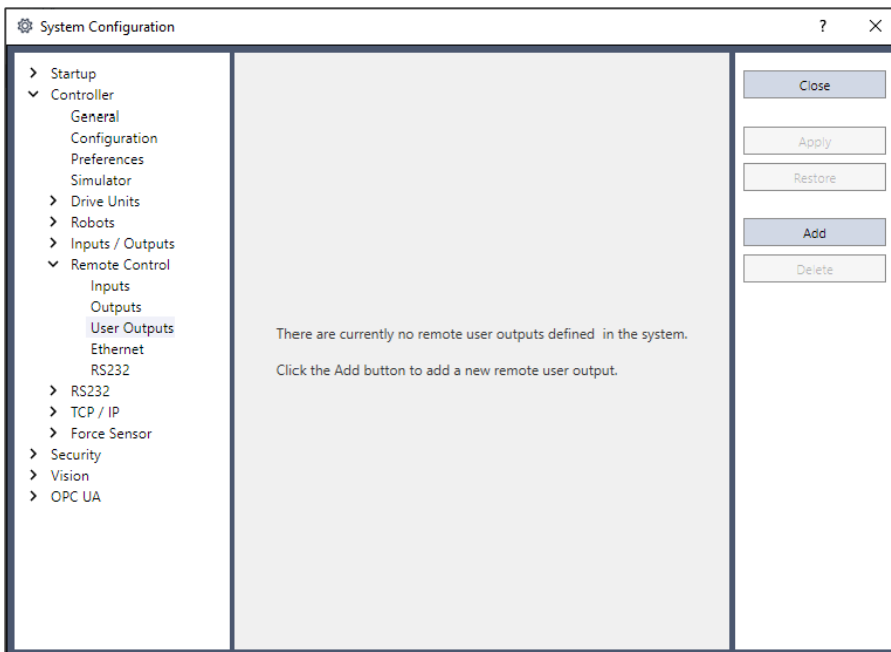 System Configuration
?
Startup
Controller
General
Configuration
Preferences
Simulator
Drive Units
Robots
Inputs / Outputs
Remote Control
Inputs
Outputs
User Outputs
Ethernet
RS232
RS232
TCP / IP
Force Sensor
Security
Vision
OPC UA
There are currently no remote user outputs defined in the system.
Click the Add button to add a new remote user output.
Close
Apply
Restore
Add
Delete